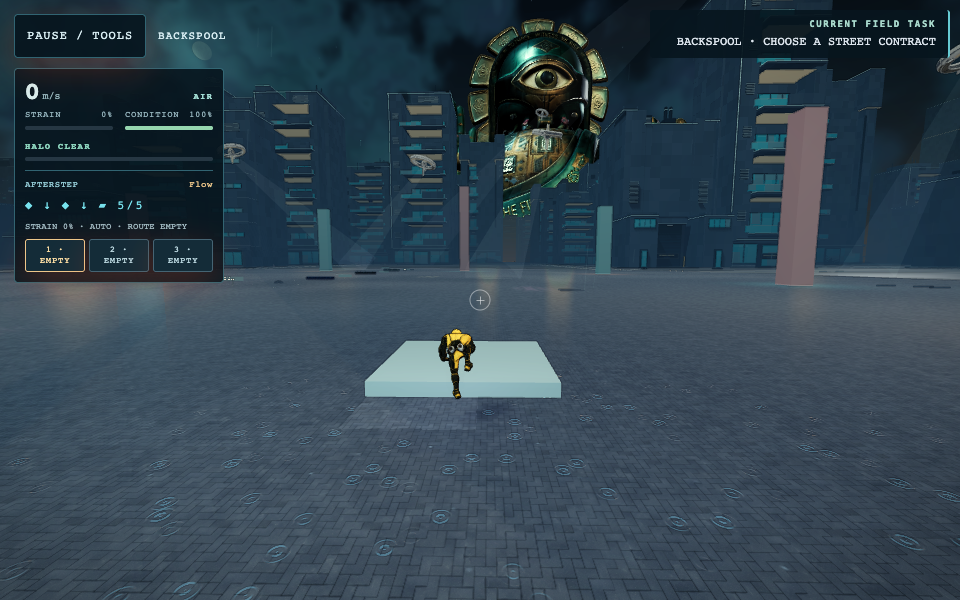 PAUSE / TOOLS
BACKSPOOL
CURRENT FIELD TASK
BACKSPOOL • CHOOSE A STREET CONTRACT
0 m/s
AIR
STRAIN 0%
CONDITION 100%
HALO CLEAR
AFTERSTEP
Flow
5/5
STRAIN 0% • AUTO • ROUTE EMPTY
1 • EMPTY
2 • EMPTY
3 • EMPTY